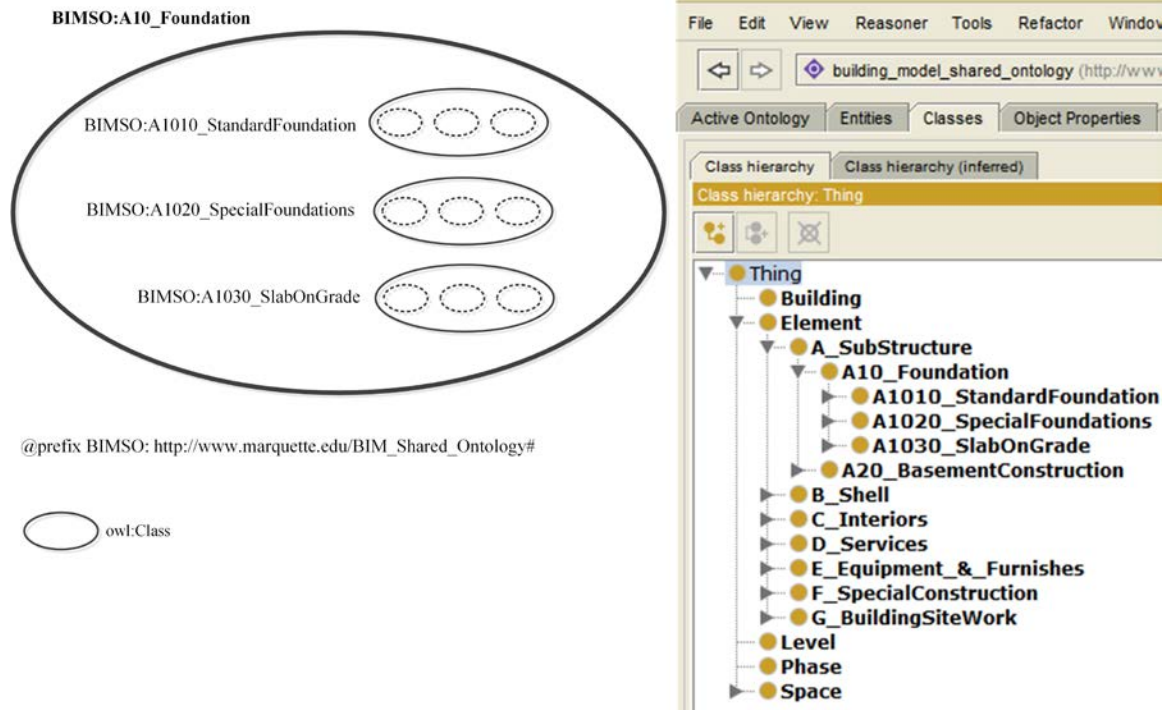 BIMSO:A10_Foundation
BIMSO:A1010_StandardFoundation
BIMSO:A1020_SpecialFoundations
BIMSO:A1030_SlabOnGrade
@prefix BIMSO: http://www.marquette.edu/BIM_Shared_Ontology#
owl:Class
File Edit View Reasoner Tools Refactor Window
building_model_shared_ontology (http://www
Active Ontology Entities Classes Object Properties
Class hierarchy Class hierarchy (inferred)
Class hierarchy: Thing
Thing
Building
Element
A_SubStructure
A10_Foundation
A1010_StandardFoundation
A1020_SpecialFoundations
A1030_SlabOnGrade
A20_BasementConstruction
B_Shell
C_Interiors
D_Services
E_Equipment_&_Furnishes
F_SpecialConstruction
G_BuildingSiteWork
Level
Phase
Space